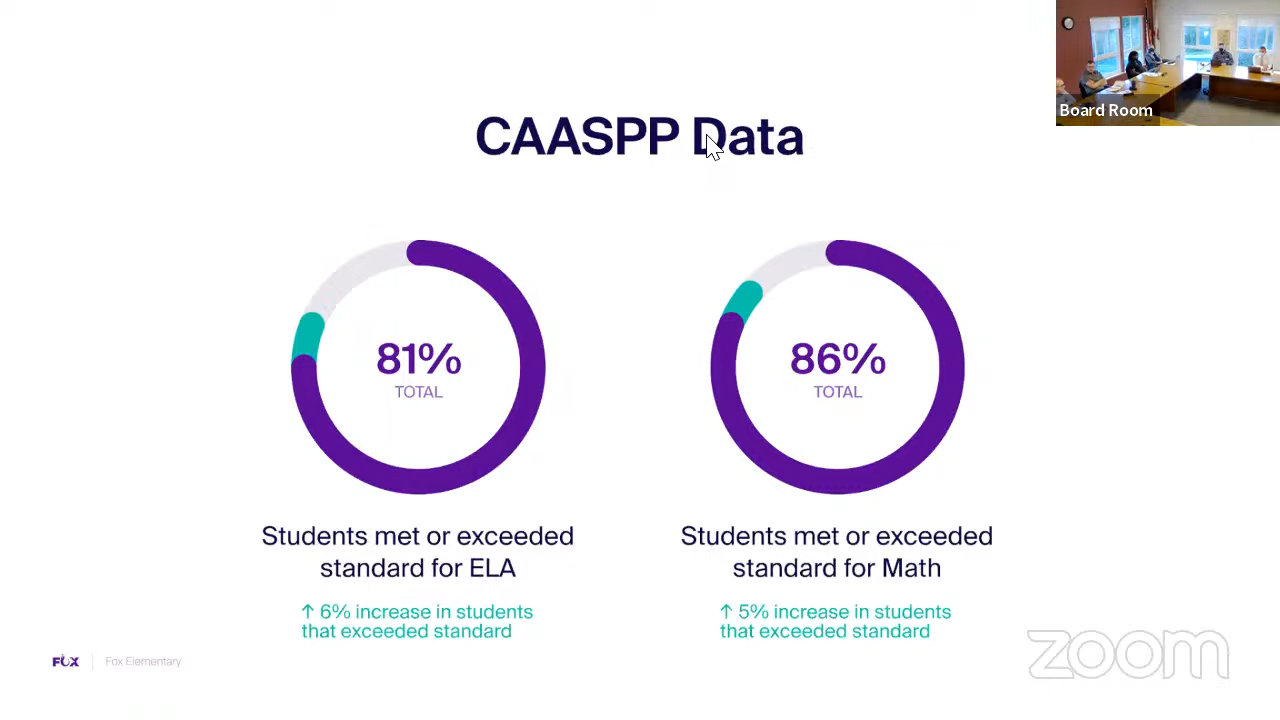 Board Room
CAASPP Data
81%
TOTAL
86%
TOTAL
Students met or exceeded
standard for ELA
↑ 6% increase in students
that exceeded standard
Students met or exceeded
standard for Math
↑ 5% increase in students
that exceeded standard
FOX
Fox Elementary
zoom